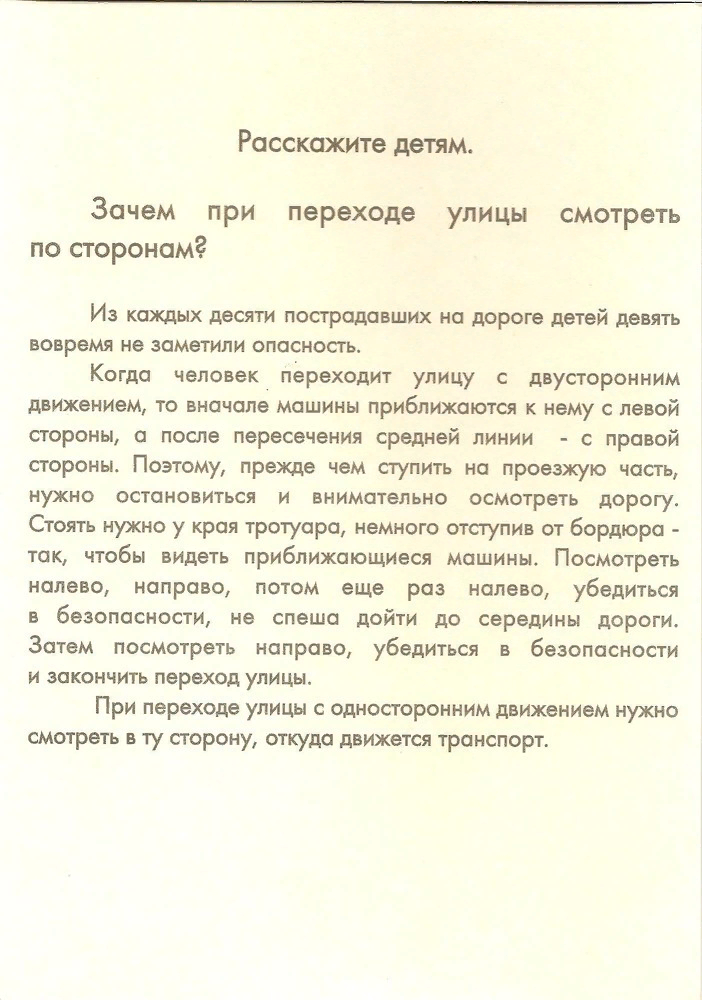 Расскажите детям.
Зачем при переходе улицы смотреть
по сторонам?
Из каждых десяти пострадавших на дороге детей девять
вовремя не заметили опасность.
Когда человек переходит улицу с двусторонним
движением, то вначале машины приближаются к нему с левой
стороны, а после пересечения средней линии - с правой
стороны. Поэтому, прежде чем ступить на проезжую часть,
нужно остановиться и внимательно осмотреть дорогу.
Стоять нужно у края тротуара, немного отступив от бордюра -
так, чтобы видеть приближающиеся машины. Посмотреть
налево, направо, потом еще раз налево, убедиться
в безопасности, не спеша дойти до середины дороги.
Затем посмотреть направо, убедиться в безопасности
и закончить переход улицы.
При переходе улицы с односторонним движением нужно
смотреть в ту сторону, откуда движется транспорт.